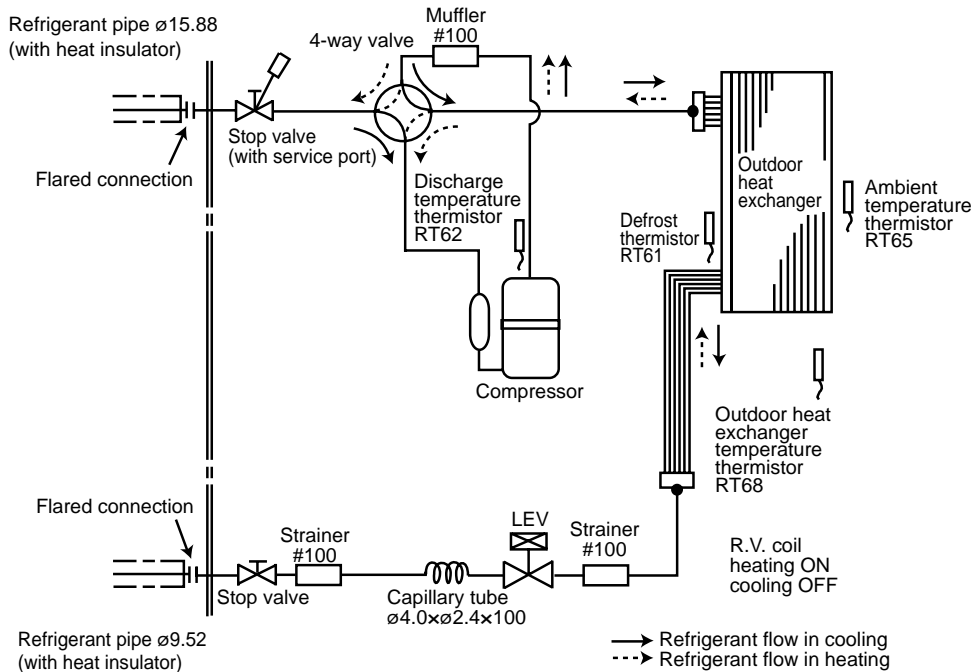 Refrigerant pipe ø15.88
(with heat insulator)
4-way valve
Muffler
#100
Stop valve
(with service port)
Flared connection
Discharge
temperature
thermistor
RT62
Outdoor
heat
exchanger
Ambient
temperature
thermistor
RT65
Defrost
thermistor
RT61
Compressor
Outdoor heat
exchanger
temperature
thermistor
RT68
Flared connection
Strainer
#100
LEV
Strainer
#100
R.V. coil
heating ON
cooling OFF
Stop valve
Capillary tube
ø4.0×ø2.4×100
Refrigerant pipe ø9.52
(with heat insulator)
Refrigerant flow in cooling
Refrigerant flow in heating